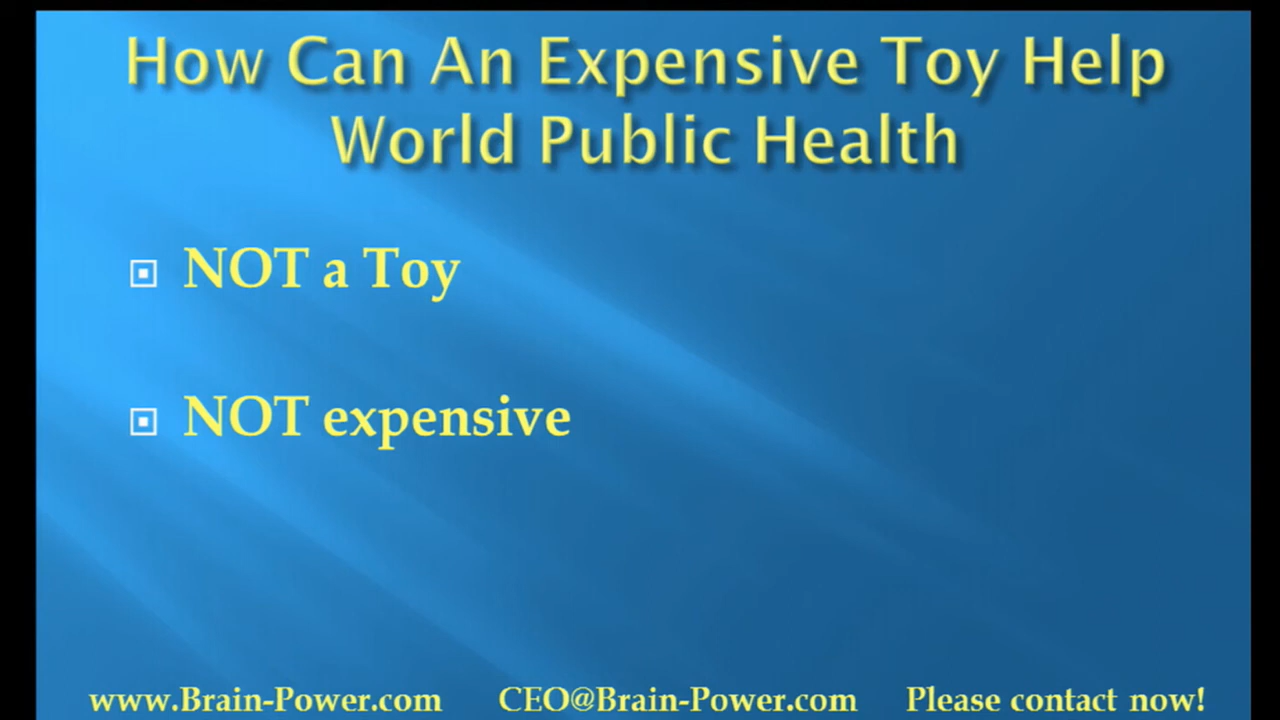 How Can An Expensive Toy Help
World Public Health
NOT a Toy
NOT expensive
www.Brain-Power.com CEO@Brain-Power.com Please contact now!